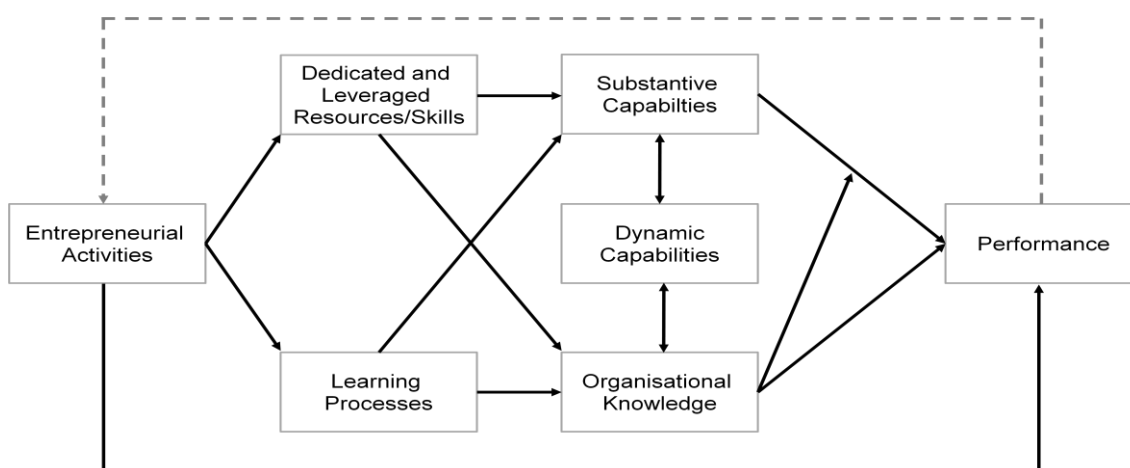 Dedicated and
Leveraged
Resources/Skills
Substantive
Capabilties
Entrepreneurial
Activities
Dynamic
Capabilities
Performance
Learning
Processes
Organisational
Knowledge